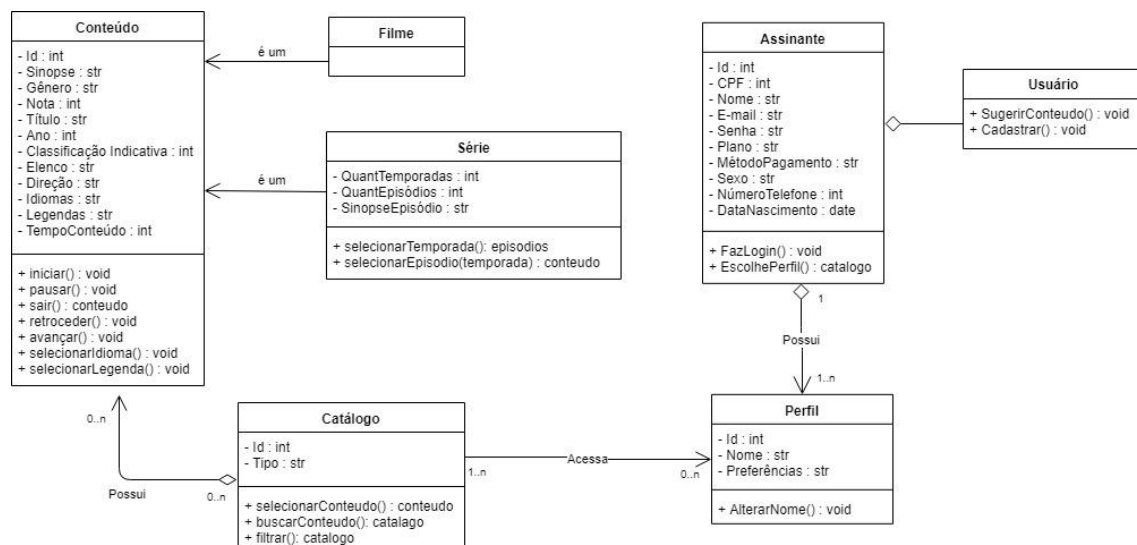 Conteúdo
- Id : int
- Sinopse : str
- Gênero : str
- Nota : int
- Título : str
- Ano : int
- Classificação Indicativa : int
- Elenco : str
- Direção : str
- Idiomas : str
- Legendas : str
- TempoConteúdo : int
+ iniciar() : void
+ pausar() : void
+ sair() : conteudo
+ retroceder() : void
+ avançar() : void
+ selecionarIdioma() : void
+ selecionarLegenda() : void
é um
Filme
é um
Série
- QuantTemporadas : int
- QuantEpisódios : int
- SinopseEpisódio : str
+ selecionarTemporada(): episodios
+ selecionarEpisodio(temporada) : conteudo
Assinante
- Id : int
- CPF : int
- Nome : str
- E-mail : str
- Senha : str
- Plano : str
- MétodoPagamento : str
- Sexo : str
- NúmeroTelefone : int
- DataNascimento : date
+ FazLogin() : void
+ EscolhePerfil() : catalogo
Usuário
+ SugerirConteudo() : void
+ Cadastrar() : void
1
Possui
1..n
0..n
Possui
0..n
Catálogo
- Id : int
- Tipo : str
+ selecionarConteudo() : conteudo
+ buscarConteudo(): catalago
+ filtrar(): catalogo
1..n
Acessa
0..n
Perfil
- Id : int
- Nome : str
- Preferências : str
+ AlterarNome() : void